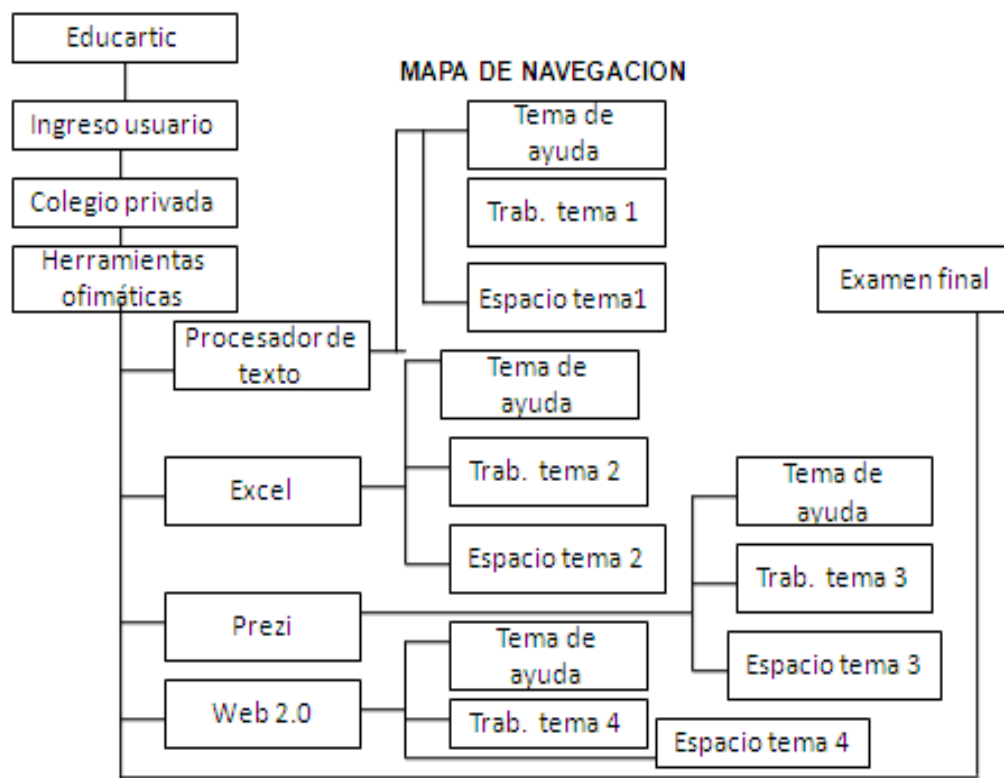 Educartic
MAPA DE NAVEGACION
Ingreso usuario
Colegio privada
Herramientas
ofimáticas
Procesador de
texto
Tema de
ayuda
Trab. tema 1
Espacio tema1
Excel
Tema de
ayuda
Trab. tema 2
Espacio tema 2
Prezi
Tema de
ayuda
Trab. tema 3
Espacio tema 3
Web 2.0
Tema de
ayuda
Trab. tema 4
Espacio tema 4
Examen final